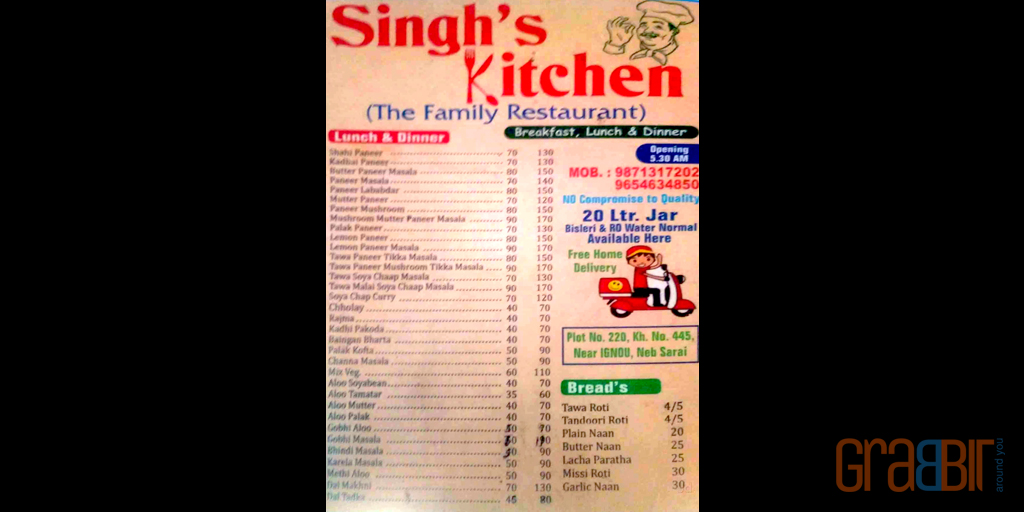 Singh's
Kitchen
(The Family Restaurant)
Lunch & Dinner
Shahi Paneer 70 130
Kadhai Paneer 70 130
Butter Paneer Masala 80 150
Paneer Masala 70 140
Paneer Lababdar 80 150
Mutter Paneer 70 120
Paneer Mushroom 80 150
Mushroom Mutter Paneer Masala 90 170
Palak Paneer 70 130
Lemon Paneer 80 150
Lemon Paneer Masala 90 170
Tawa Paneer Tikka Masala 80 150
Tawa Paneer Mushroom Tikka Masala 90 170
Tawa Soya Chaap Masala 70 130
Tawa Malai Soya Chaap Masala 90 170
Soya Chap Curry 70 120
Chholay 40 70
Rajma 40 70
Kadhi Pakoda 40 70
Baingan Bharta 40 70
Palak Kofta 50 90
Channa Masala 50 90
Mix Veg. 60 110
Aloo Soyabean 40 70
Aloo Tamatar 35 60
Aloo Mutter 40 70
Aloo Palak 40 70
Gobhi Aloo
Gobhi Masala
Bhindi Masala 90
Karela Masala 50 90
Methi Aloo 50 90
Dal Makhni 70 130
Dal Tadka 45 80
Breakfast, Lunch & Dinner
Opening
5.30 AM
MOB. : 9871317202
9654634850
NO Compromise to Quality
20 Ltr. Jar
Bisleri & RO Water Normal
Available Here
Free Home
Delivery
Plot No. 220, Kh. No. 445,
Near IGNOU, Neb Sarai
Bread's
Tawa Roti 4/5
Tandoori Roti 4/5
Plain Naan 20
Butter Naan 25
Lacha Paratha 25
Missi Roti 30
Garlic Naan 30
GRABBIT
around you